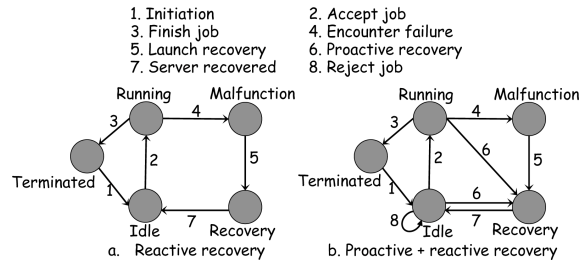 1. Initiation 2. Accept job
3. Finish job 4. Encounter failure
5. Launch recovery 6. Proactive recovery
7. Server recovered 8. Reject job
Running Malfunction
3 4
2 5
Terminated
1
7
Idle Recovery
a. Reactive recovery
Running Malfunction
3 4
6
2 5
Terminated
1
6
8 7
Idle Recovery
b. Proactive + reactive recovery